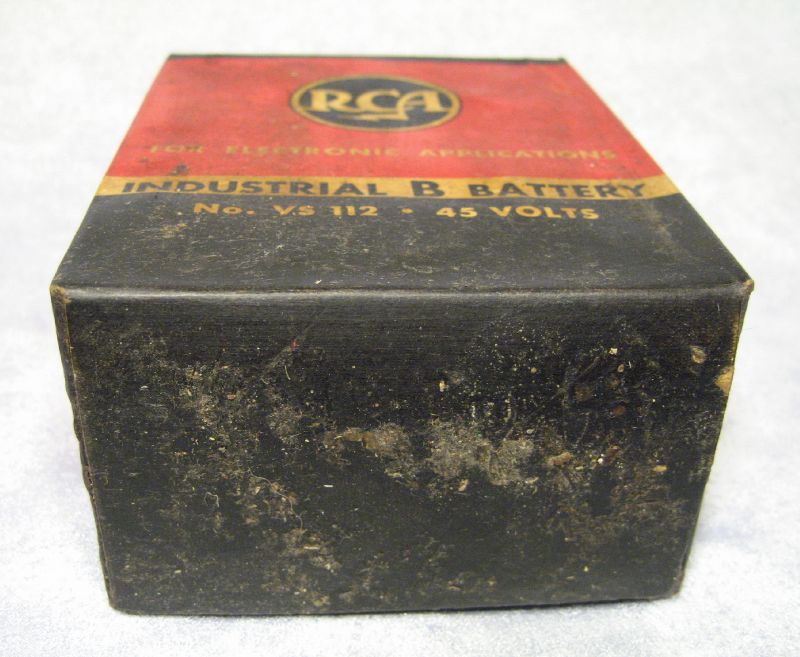 RCA
FOR ELECTRONIC APPLICATIONS
INDUSTRIAL B BATTERY
No. VS 112 • 45 VOLTS